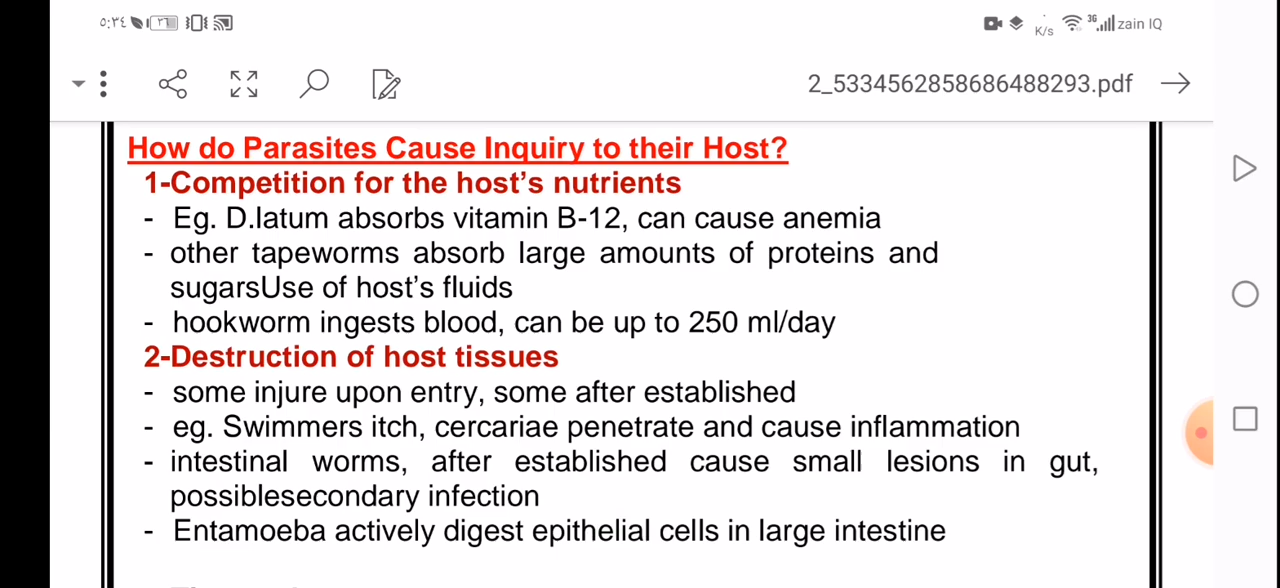 ٥:٣٤ ٢٦ K/s 3G zain IQ
2_5334562858686488293.pdf
How do Parasites Cause Inquiry to their Host?
1-Competition for the host's nutrients
- Eg. D.latum absorbs vitamin B-12, can cause anemia
- other tapeworms absorb large amounts of proteins and
sugarsUse of host's fluids
- hookworm ingests blood, can be up to 250 ml/day
2-Destruction of host tissues
- some injure upon entry, some after established
- eg. Swimmers itch, cercariae penetrate and cause inflammation
- intestinal worms, after established cause small lesions in gut,
possiblesecondary infection
- Entamoeba actively digest epithelial cells in large intestine